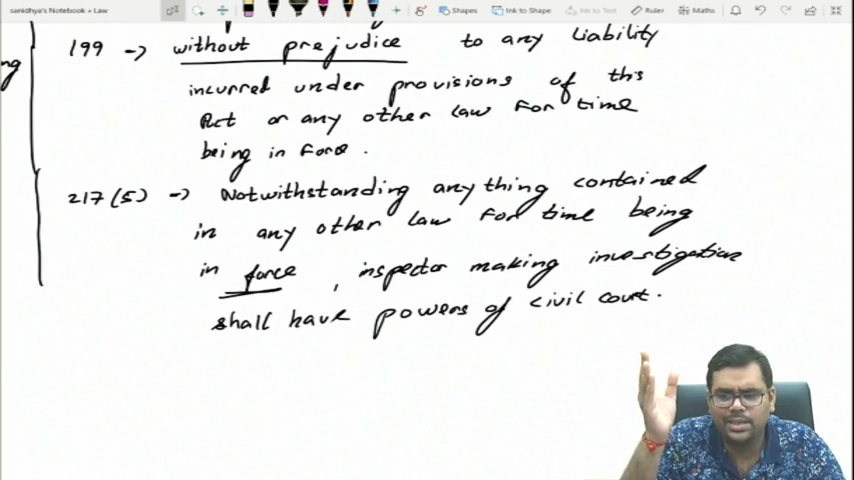 sanidhya's Notebook » Law
Shapes
Ink to Shape
Ink to Text
Ruler
Maths
ng
199 -> without prejudice to any liability
incurred under provisions of this
Act or any other law for time
being in force.
217(5) -> Notwithstanding anything contained
in any other law for time being
in force, inspector making investigation
shall have powers of civil court.